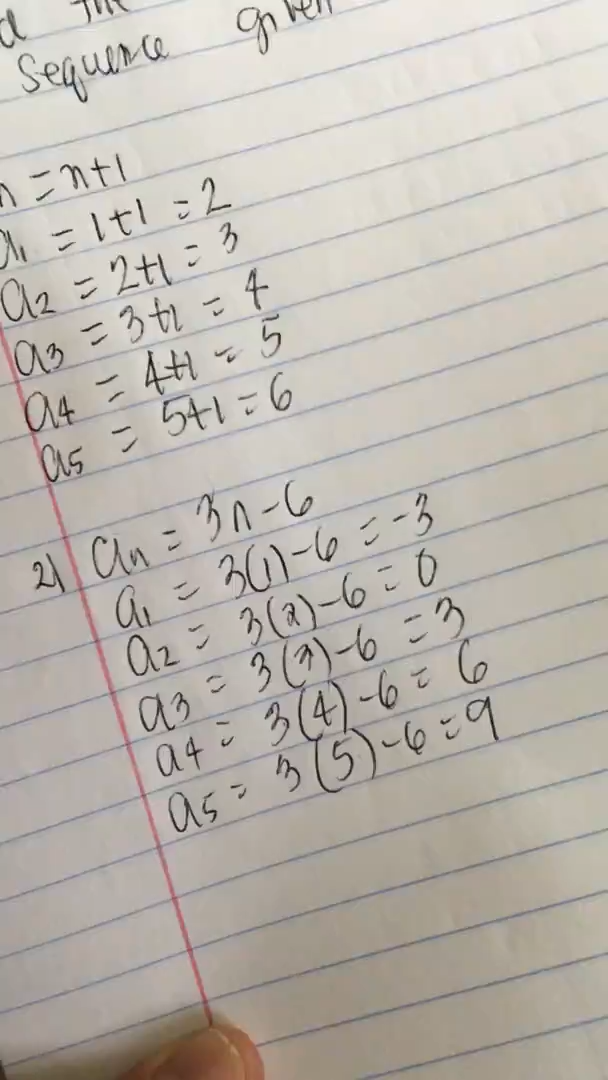 the
Sequence given
n = n+1
a1 = 1+1 = 2
a2 = 2+1 = 3
a3 = 3+1 = 4
a4 = 4+1 = 5
a5 = 5+1 = 6
2) an = 3n-6
a1 = 3(1)-6 = -3
a2 = 3(2)-6 = 0
a3 = 3(3)-6 = 3
a4 = 3(4)-6 = 6
a5 = 3(5)-6 = 9